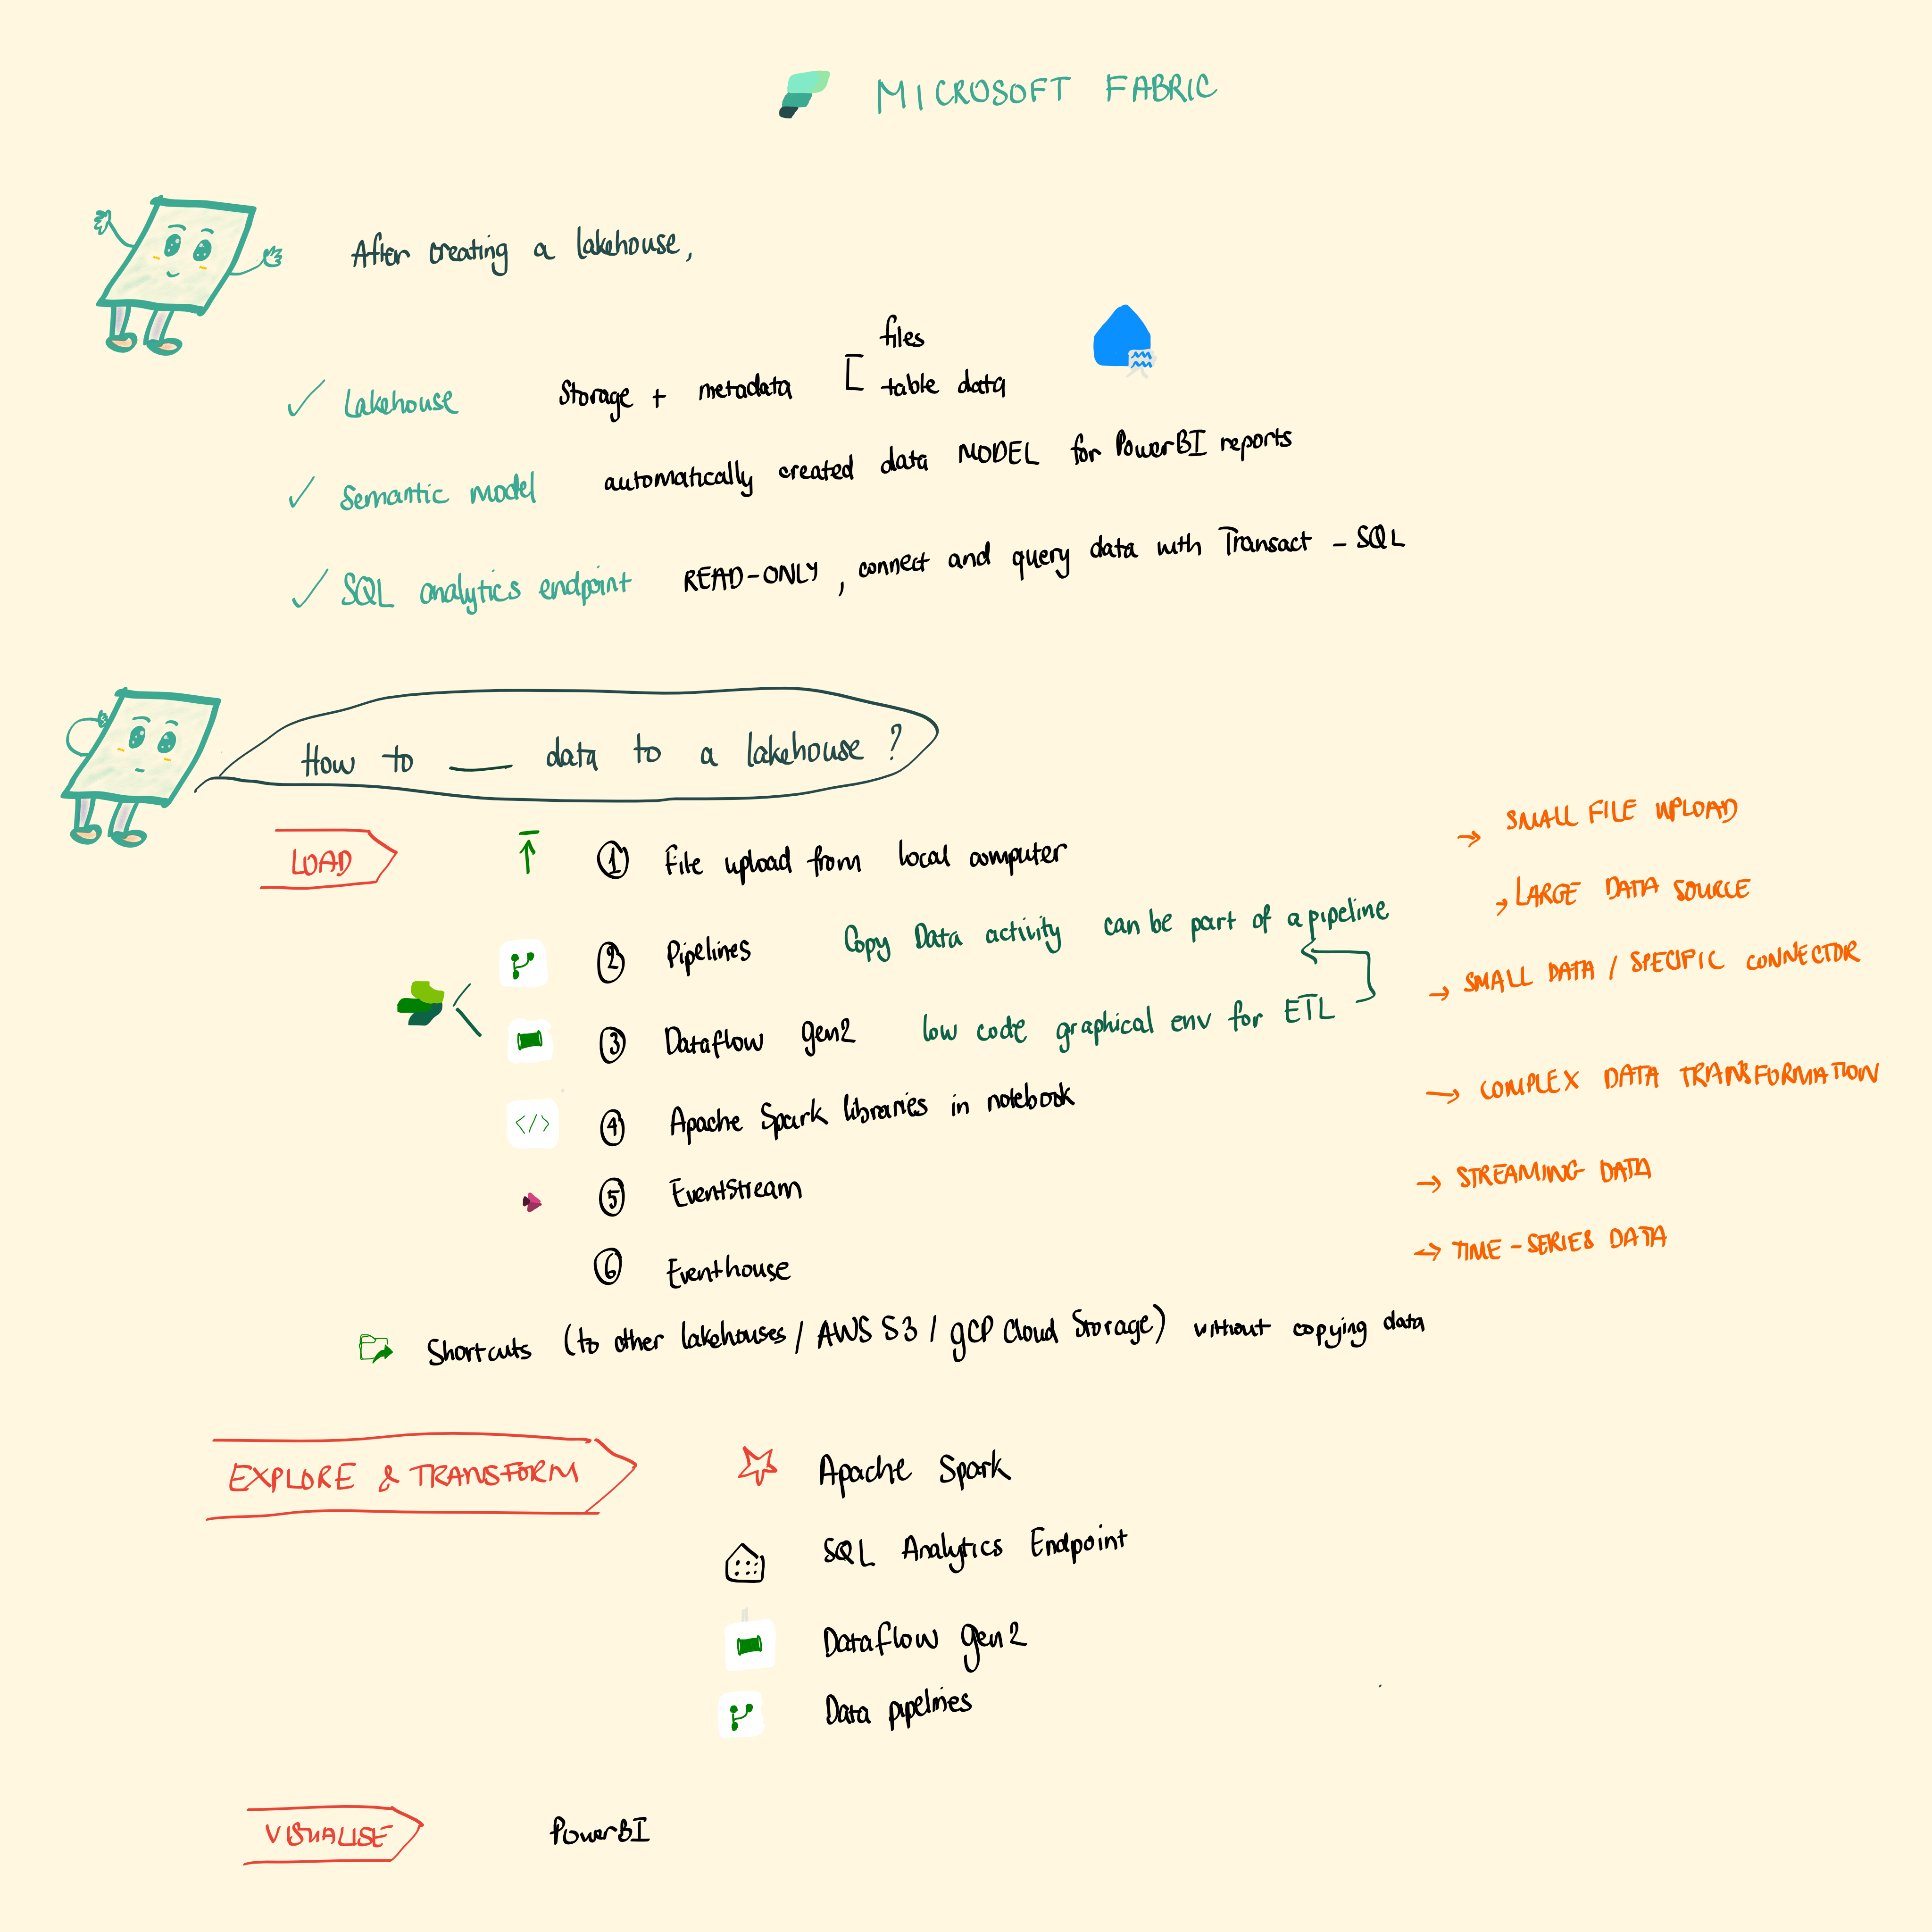 MICROSOFT FABRIC
After creating a lakehouse,
✓ Lakehouse Storage + metadata [ files
table data
✓ Semantic model automatically created data MODEL for PowerBI reports
✓ SQL analytics endpoint READ-ONLY, connect and query data with Transact-SQL
How to ___ data to a lakehouse?
LOAD
① File upload from local computer → SMALL FILE UPLOAD
② Pipelines Copy Data activity can be part of a pipeline → LARGE DATA SOURCE
③ Dataflow gen2 low code graphical env for ETL → SMALL DATA / SPECIFIC CONNECTOR
</> ④ Apache Spark libraries in notebook → COMPLEX DATA TRANSFORMATION
⑤ EventStream → STREAMING DATA
⑥ Eventhouse → TIME-SERIES DATA
Shortcuts (to other lakehouses / AWS S3 / gCP Cloud Storage) without copying data
EXPLORE & TRANSFORM
Apache Spark
SQL Analytics Endpoint
Dataflow gen2
Data pipelines
VISUALISE PowerBI